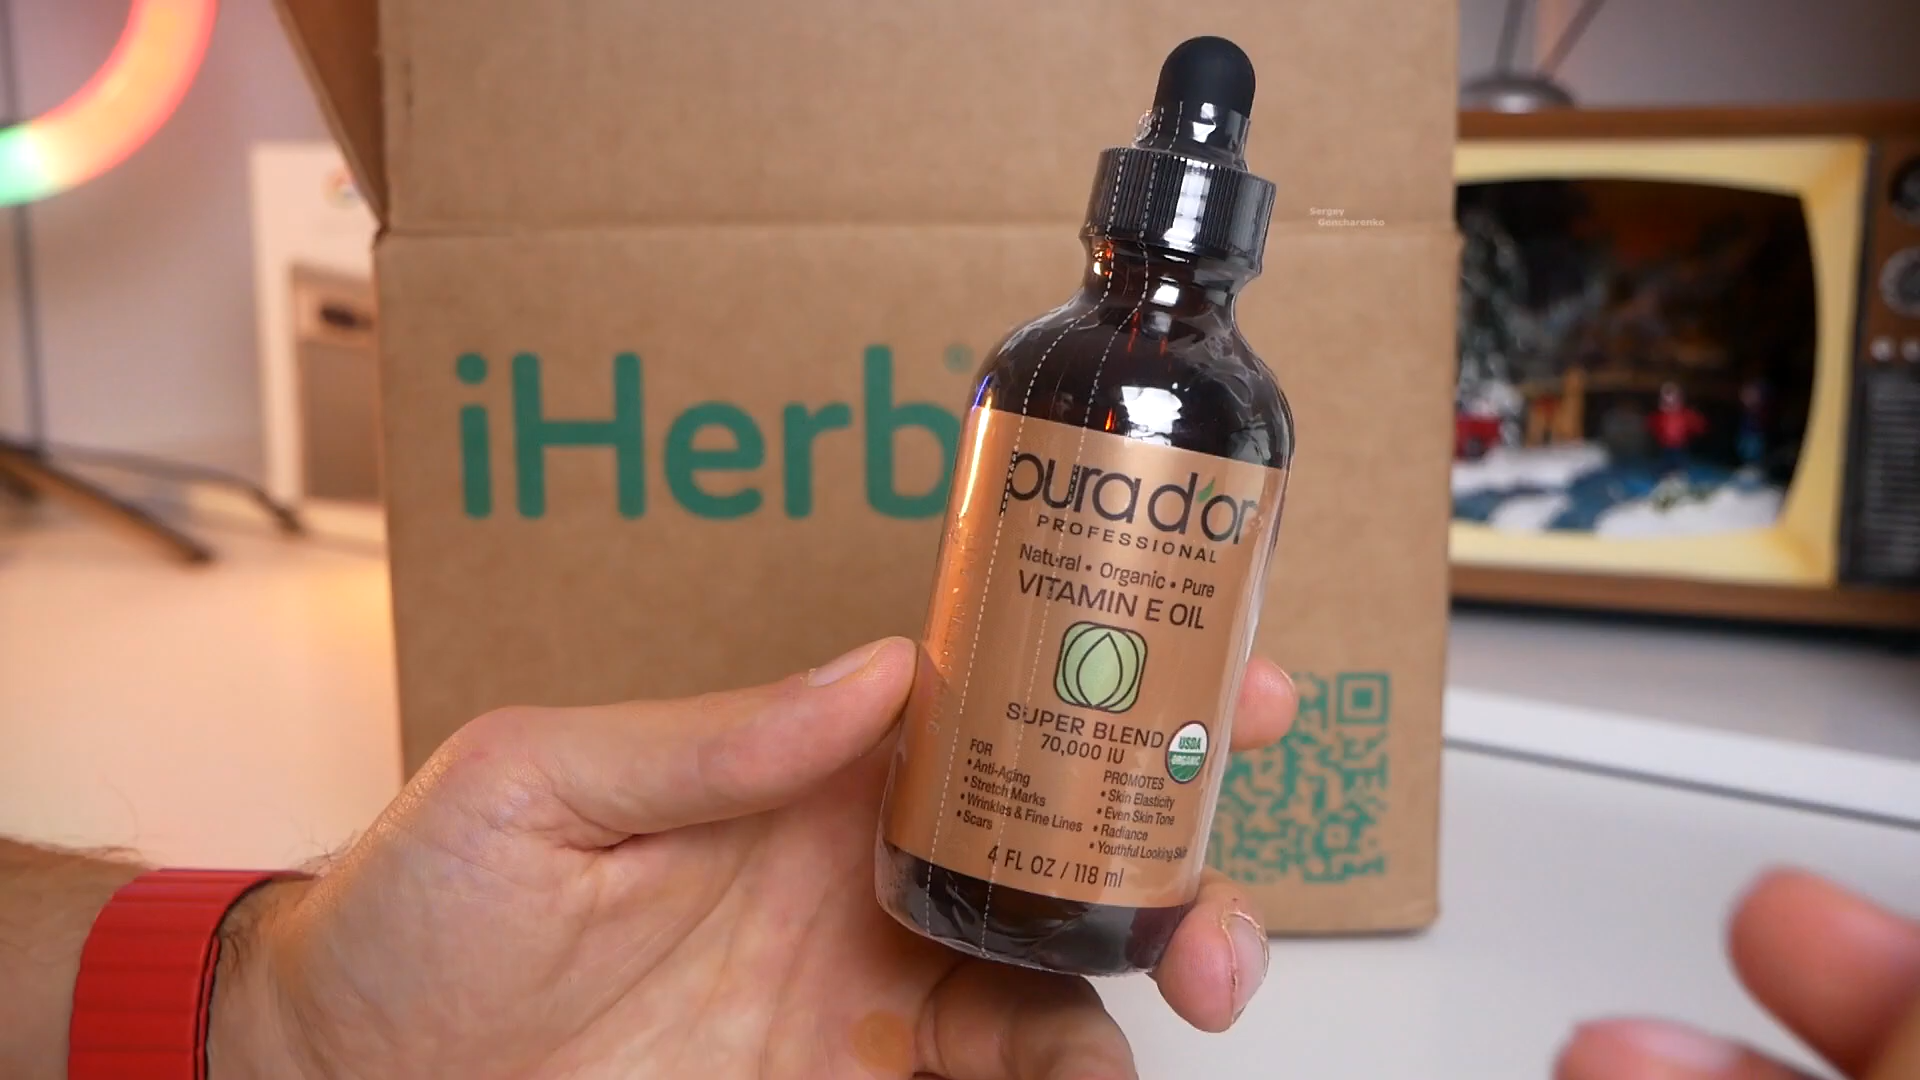 Sergey
Goncharenko
iHerb®
pura d'or
PROFESSIONAL
Natural • Organic • Pure
VITAMIN E OIL
SUPER BLEND
70,000 IU
USDA
ORGANIC
FOR
• Anti-Aging
• Stretch Marks
• Wrinkles & Fine Lines
• Scars
PROMOTES
• Skin Elasticity
• Even Skin Tone
• Radiance
• Youthful Looking Skin
4 FL OZ / 118 ml